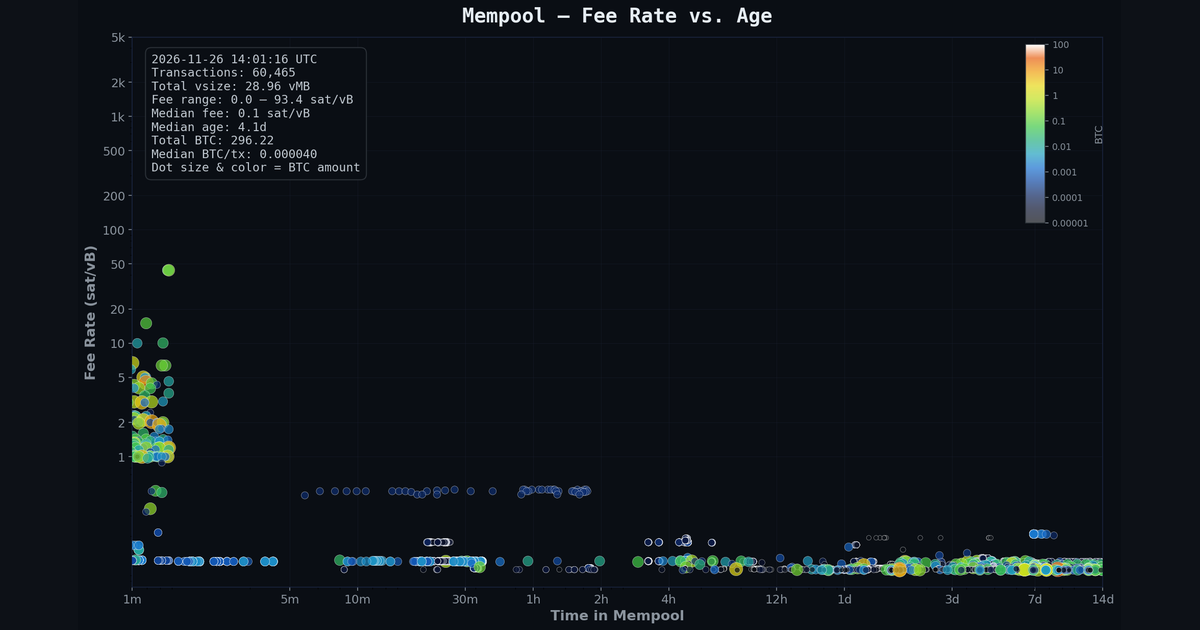 Mempool — Fee Rate vs. Age
2026-11-26 14:01:16 UTC
Transactions: 60,465
Total vsize: 28.96 vMB
Fee range: 0.0 — 93.4 sat/vB
Median fee: 0.1 sat/vB
Median age: 4.1d
Total BTC: 296.22
Median BTC/tx: 0.000040
Dot size & color = BTC amount
5k
2k
1k
500
200
100
50
20
10
5
2
1
Fee Rate (sat/vB)
100
10
1
0.1
0.01
0.001
0.0001
0.00001
BTC
1m 5m 10m 30m 1h 2h 4h 12h 1d 3d 7d 14d
Time in Mempool